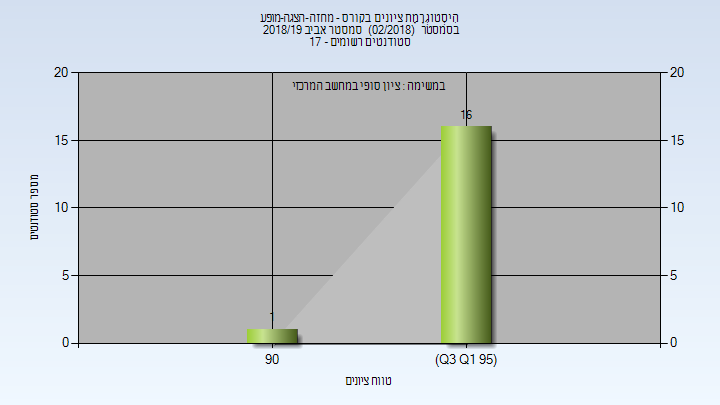 היסטוגרמת ציונים בקורס - מחזה-הצגה-מופע
בסמסטר (02/2018) סמסטר אביב 2018/19
סטודנטים רשומים - 17
במשימה : ציון סופי במחשב המרכזי
20 20
16
15 15
10 10
5 5
1
0 0
90 (Q3 Q1 95)
מספר סטודנטים
טווח ציונים